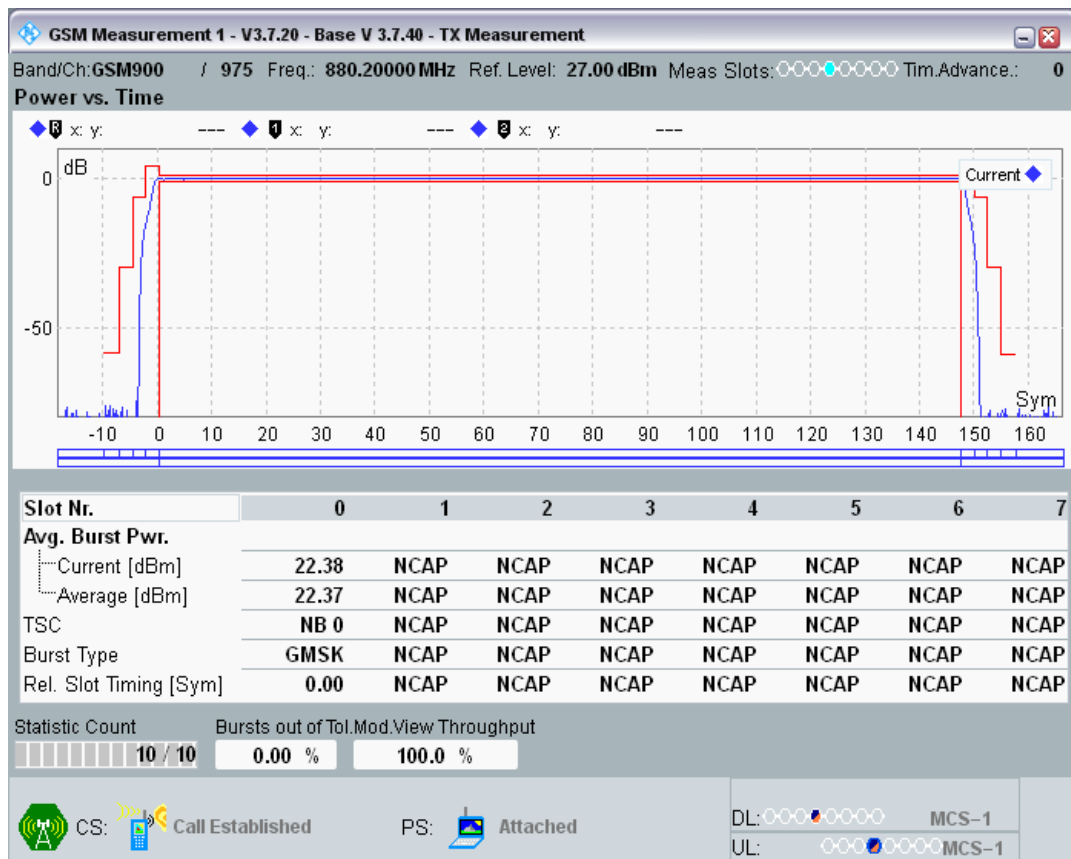 GSM Measurement 1 - V3.7.20 - Base V 3.7.40 - TX Measurement
Band/Ch:GSM900 / 975 Freq.: 880.20000 MHz Ref. Level: 27.00 dBm Meas Slots: Tim.Advance.: 0
Power vs. Time
R x: y: --- 1 x: y: --- 2 x: y: ---
dB
Current
0
-50
Sym
-10 0 10 20 30 40 50 60 70 80 90 100 110 120 130 140 150 160
Slot Nr. 0 1 2 3 4 5 6 7
Avg. Burst Pwr.
Current [dBm] 22.38 NCAP NCAP NCAP NCAP NCAP NCAP NCAP
Average [dBm] 22.37 NCAP NCAP NCAP NCAP NCAP NCAP NCAP
TSC NB 0 NCAP NCAP NCAP NCAP NCAP NCAP NCAP
Burst Type GMSK NCAP NCAP NCAP NCAP NCAP NCAP NCAP
Rel. Slot Timing [Sym] 0.00 NCAP NCAP NCAP NCAP NCAP NCAP NCAP
Statistic Count Bursts out of Tol.Mod.View Throughput
10 / 10 0.00 % 100.0 %
CS: Call Established PS: Attached
DL: MCS-1
UL: MCS-1